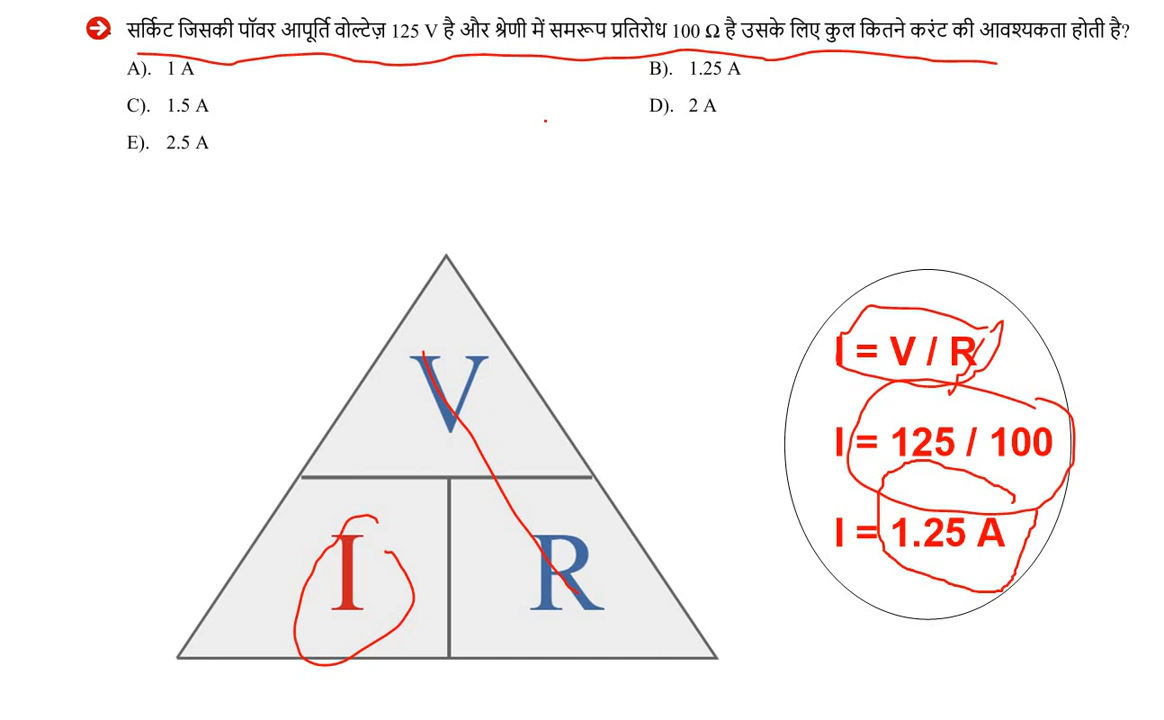 सर्किट जिसकी पॉवर आपूर्ति वोल्टेज़ 125 V है और श्रेणी में समरूप प्रतिरोध 100 Ω है उसके लिए कुल कितने करंट की आवश्यकता होती है?
A). 1 A
B). 1.25 A
C). 1.5 A
D). 2 A
E). 2.5 A
V
I
R
I = V / R
I = 125 / 100
I = 1.25 A